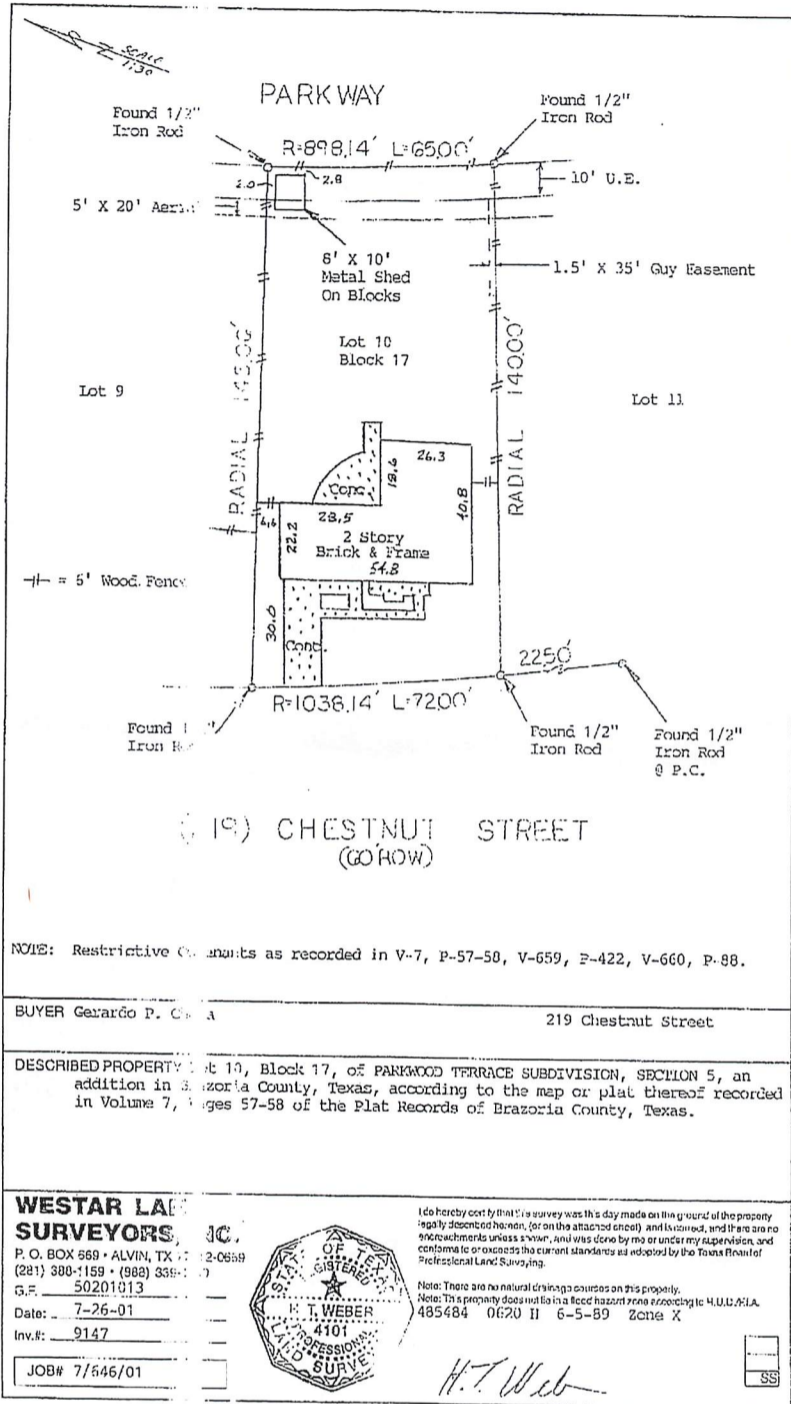 SCALE
1:30
PARKWAY
Found 1/2"
Iron Rod
Found 1/2"
Iron Rod
R=898.14' L=65.00'
2.0
2.8
10' U.E.
5' X 20'
8' X 10'
Metal Shed
On Blocks
1.5' X 35' Guy Easement
Lot 10
Block 17
Lot 9
Lot 11
RADIAL
RADIAL 140.00'
26.3
Conc.
40.8
6.6
22.2
28.5
2 Story
Brick & Frame
54.8
= 6' Wood Fence
30.0
Conc.
22.50'
R=1038.14' L=72.00'
Found
Iron
Found 1/2"
Iron Rod
Found 1/2"
Iron Rod
@ P.C.
CHESTNUT STREET
(60' ROW)
NOTE: Restrictive as recorded in V-7, P-57-58, V-659, P-422, V-660, P-88.
BUYER Gerardo P.
219 Chestnut Street
DESCRIBED PROPERTY 10, Block 17, of PARKWOOD TERRACE SUBDIVISION, SECTION 5, an
addition in County, Texas, according to the map or plat thereof recorded
in Volume 7, 57-58 of the Plat Records of Brazoria County, Texas.
WESTAR
SURVEYORS,
P. O. BOX 669 • ALVIN, TX
(281) 388-1159 •
G.F. 50201013
Date: 7-26-01
Inv.#: 9147
JOB# 7/646/01
STATE OF TEXAS
REGISTERED
H. T. WEBER
4101
PROFESSIONAL
LAND SURVEYOR
I do hereby certify that this survey was this day made on the ground of the property
legally described hereon, (or on the attached sheet) and is correct, and there are no
encroachments unless shown, and was done by me or under my supervision, and
conforms to or exceeds the current standards as adopted by the Texas Board of
Professional Land Surveying.
Note: There are no natural drainage courses on this property.
Note: This property does not lie in a flood hazard zone according to H.U.D./F.I.A.
485484 0620 H 6-5-89 Zone X
H.T. Web
SS